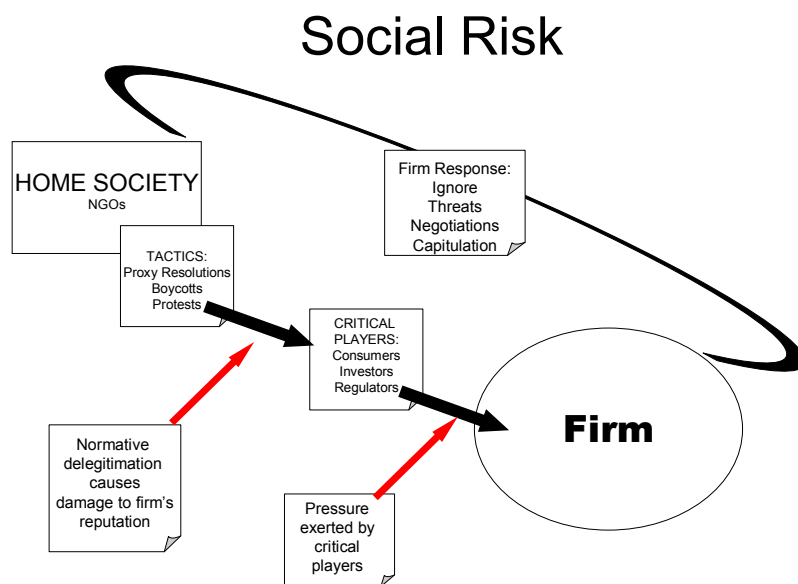 Social Risk
HOME SOCIETY
NGOs
Firm Response:
Ignore
Threats
Negotiations
Capitulation
TACTICS:
Proxy Resolutions
Boycotts
Protests
CRITICAL
PLAYERS:
Consumers
Investors
Regulators
Firm
Normative
delegitimation
causes
damage to firm's
reputation
Pressure
exerted by
critical
players